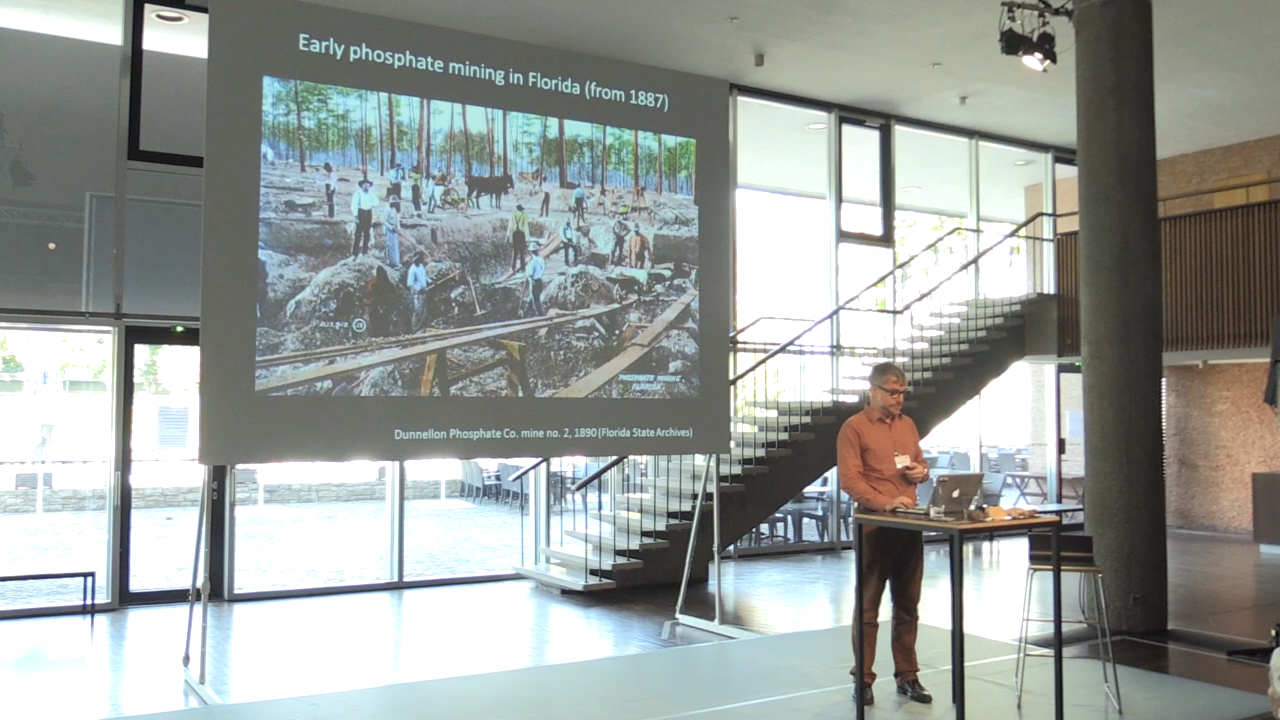 Early phosphate mining in Florida (from 1887)
PHOSPHATE MINING
FLORIDA
Dunnellon Phosphate Co. mine no. 2, 1890 (Florida State Archives)